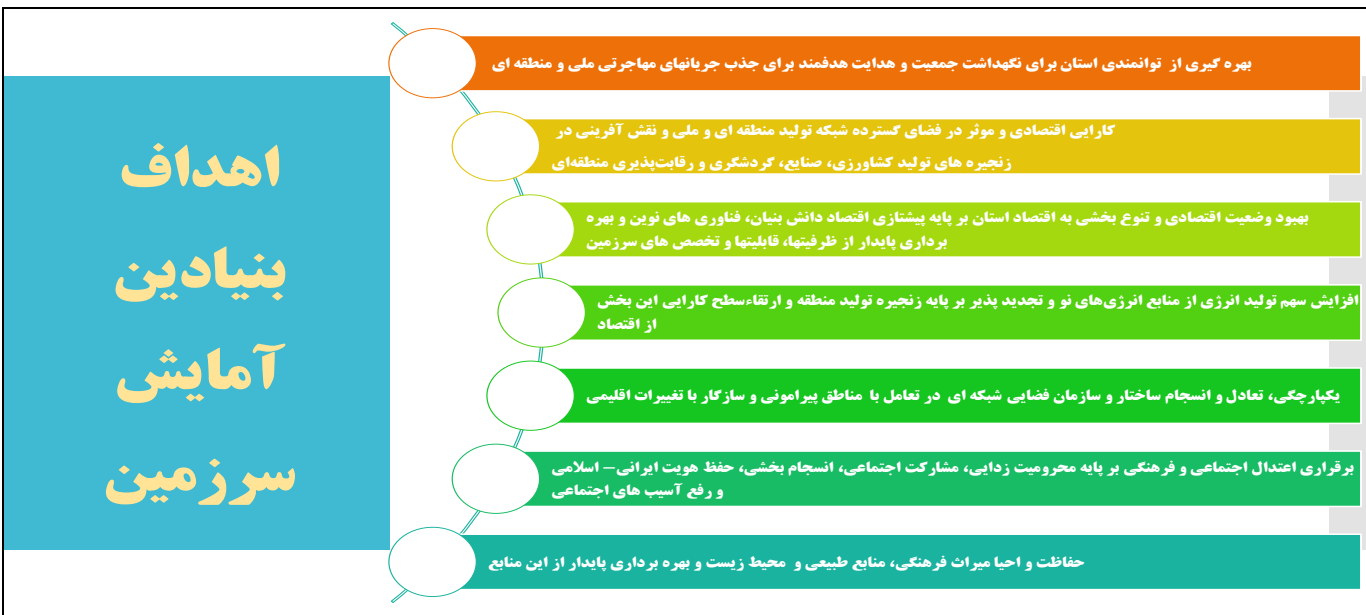 اهداف
بنیادین
آمایش
سرزمین
بهره گیری از توانمندی استان برای نگهداشت جمعیت و هدایت هدفمند برای جذب جریانهای مهاجرتی ملی و منطقه ای
کارایی اقتصادی و موثر در فضای گسترده شبکه تولید منطقه ای و ملی و نقش آفرینی در
زنجیره های تولید کشاورزی، صنایع، گردشگری و رقابت‌پذیری منطقه‌ای
بهبود وضعیت اقتصادی و تنوع بخشی به اقتصاد استان بر پایه پیشتازی اقتصاد دانش بنیان، فناوری های نوین و بهره
برداری پایدار از ظرفیتها، قابلیتها و تخصص های سرزمین
افزایش سهم تولید انرژی از منابع انرژی‌های نو و تجدید پذیر بر پایه زنجیره تولید منطقه و ارتقاءسطح کارایی این بخش
از اقتصاد
یکپارچگی، تعادل و انسجام ساختار و سازمان فضایی شبکه ای در تعامل با مناطق پیرامونی و سازگار با تغییرات اقلیمی
برقراری اعتدال اجتماعی و فرهنگی بر پایه محرومیت زدایی، مشارکت اجتماعی، انسجام بخشی، حفظ هویت ایرانی– اسلامی
و رفع آسیب های اجتماعی
حفاظت و احیا میراث فرهنگی، منابع طبیعی و محیط زیست و بهره برداری پایدار از این منابع